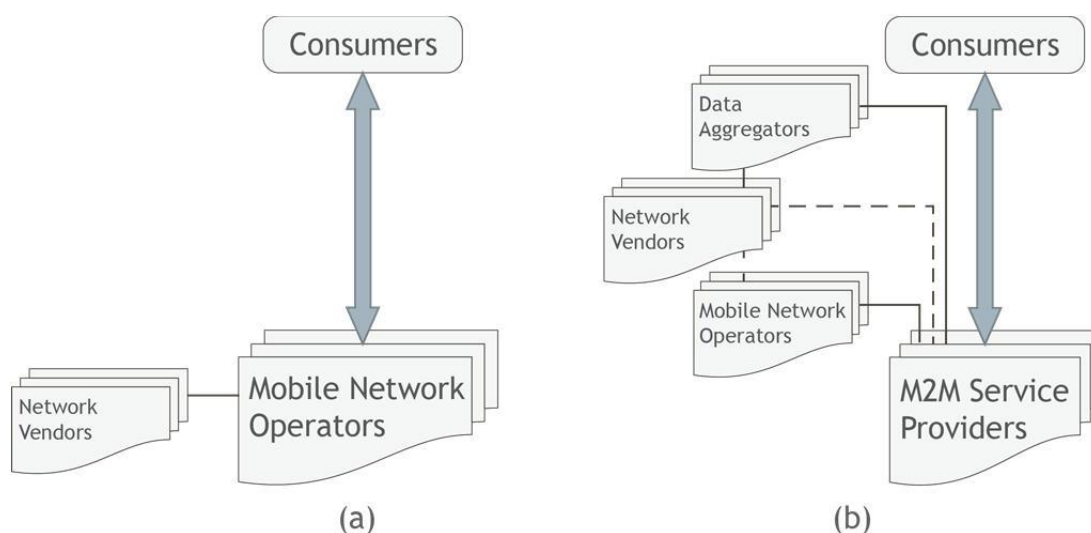 Consumers
Network
Vendors
Mobile Network
Operators
(a)
Consumers
Data
Aggregators
Network
Vendors
Mobile Network
Operators
M2M Service
Providers
(b)